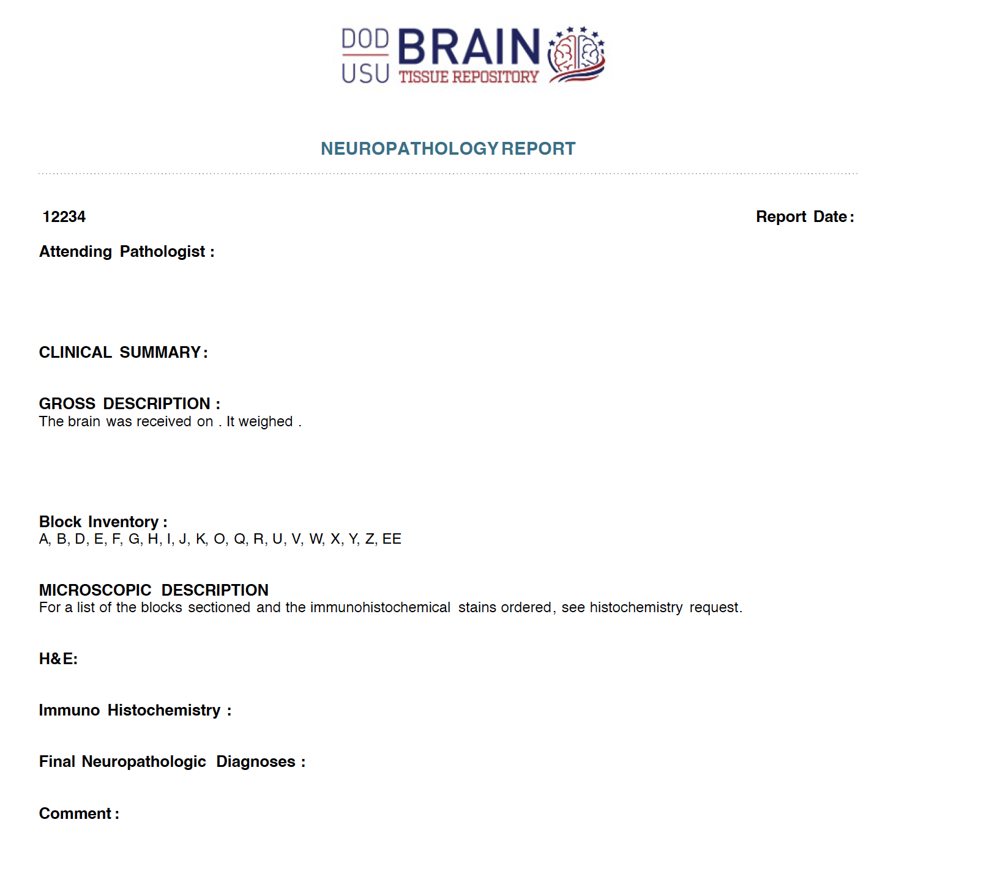 DOD
USU
BRAIN
TISSUE REPOSITORY
NEUROPATHOLOGY REPORT
12234 Report Date:
Attending Pathologist :
CLINICAL SUMMARY:
GROSS DESCRIPTION :
The brain was received on . It weighed .
Block Inventory :
A, B, D, E, F, G, H, I, J, K, O, Q, R, U, V, W, X, Y, Z, EE
MICROSCOPIC DESCRIPTION
For a list of the blocks sectioned and the immunohistochemical stains ordered, see histochemistry request.
H&E:
Immuno Histochemistry :
Final Neuropathologic Diagnoses :
Comment :